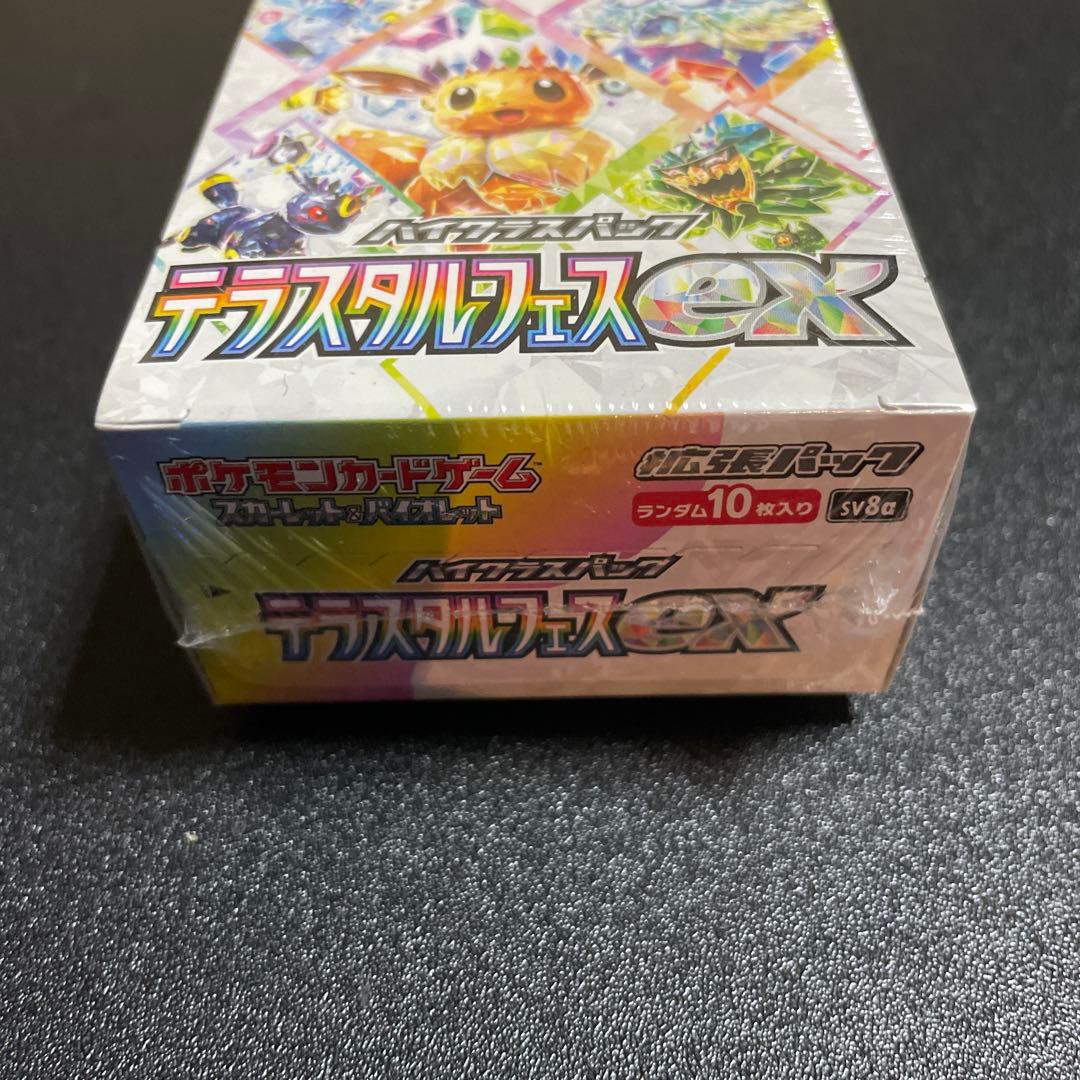 ハイクラスパック
テラスタルフェスex
ポケモンカードゲーム™
スカーレット&バイオレット
拡張パック
ランダム10枚入り
SV8a
ハイクラスパック
テラスタルフェスex